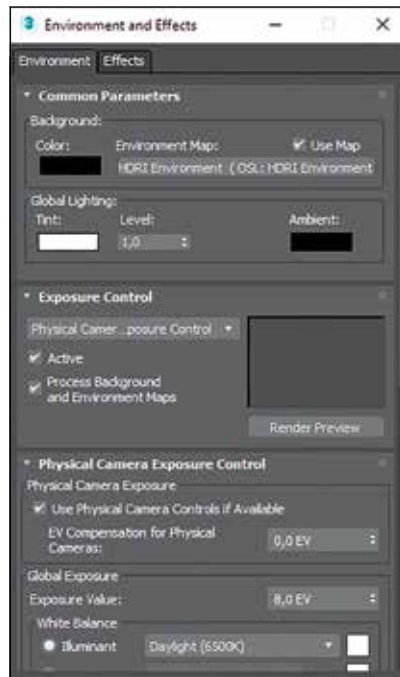 Environment and Effects
Environment Effects
Common Parameters
Background:
Color: Environment Map: Use Map
HDRI Environment ( OSL: HDRI Environment
Global Lighting:
Tint: Level: Ambient:
1,0
Exposure Control
Physical Camer...posure Control
Active
Process Background
and Environment Maps
Render Preview
Physical Camera Exposure Control
Physical Camera Exposure
Use Physical Camera Controls if Available
EV Compensation for Physical
Cameras: 0,0 EV
Global Exposure
Exposure Value: 8,0 EV
White Balance
Illuminant Daylight (6500K)